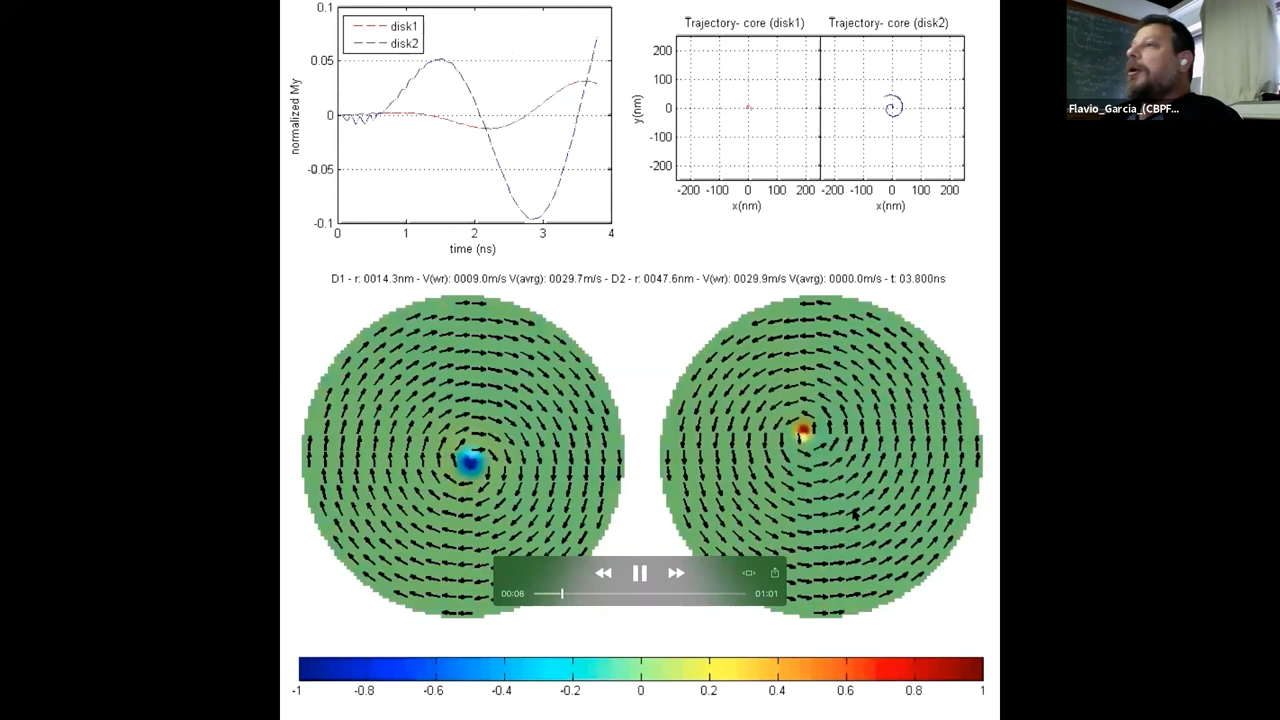 0.1
0.05
0
-0.05
-0.1
normalized My
disk1
disk2
0 1 2 3 4
time (ns)
Trajectory- core (disk1) Trajectory- core (disk2)
200
100
0
-100
-200
y(nm)
-200 -100 0 100 200 -200 -100 0 100 200
x(nm) x(nm)
Flavio_Garcia_(CBPF...
D1 - r: 0014.3nm - V(wr): 0009.0m/s V(avrg): 0029.7m/s - D2 - r: 0047.6nm - V(wr): 0029.9m/s V(avrg): 0000.0m/s - t: 03.800ns
00:06 01:01
-1 -0.8 -0.6 -0.4 -0.2 0 0.2 0.4 0.6 0.8 1